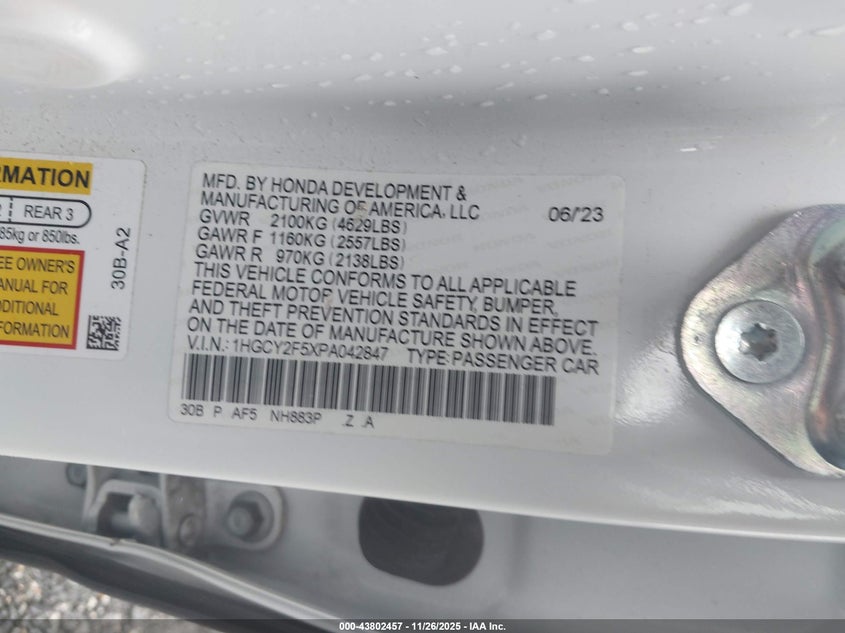 RMATION
REAR 3
85kg or 850lbs.
EE OWNER'S
MANUAL FOR
DDITIONAL
FORMATION
30B-A2
MFD. BY HONDA DEVELOPMENT &
MANUFACTURING OF AMERICA, LLC 06/'23
GVWR 2100KG (4629LBS)
GAWR F 1160KG (2557LBS)
GAWR R 970KG (2138LBS)
THIS VEHICLE CONFORMS TO ALL APPLICABLE
FEDERAL MOTOR VEHICLE SAFETY, BUMPER,
AND THEFT PREVENTION STANDARDS IN EFFECT
ON THE DATE OF MANUFACTURE SHOWN ABOVE.
V.I.N.: 1HGCY2F5XPA042847 TYPE: PASSENGER CAR
30B P AF5 NH883P .Z .A
000-43802457 - 11/26/2025 - IAA Inc.